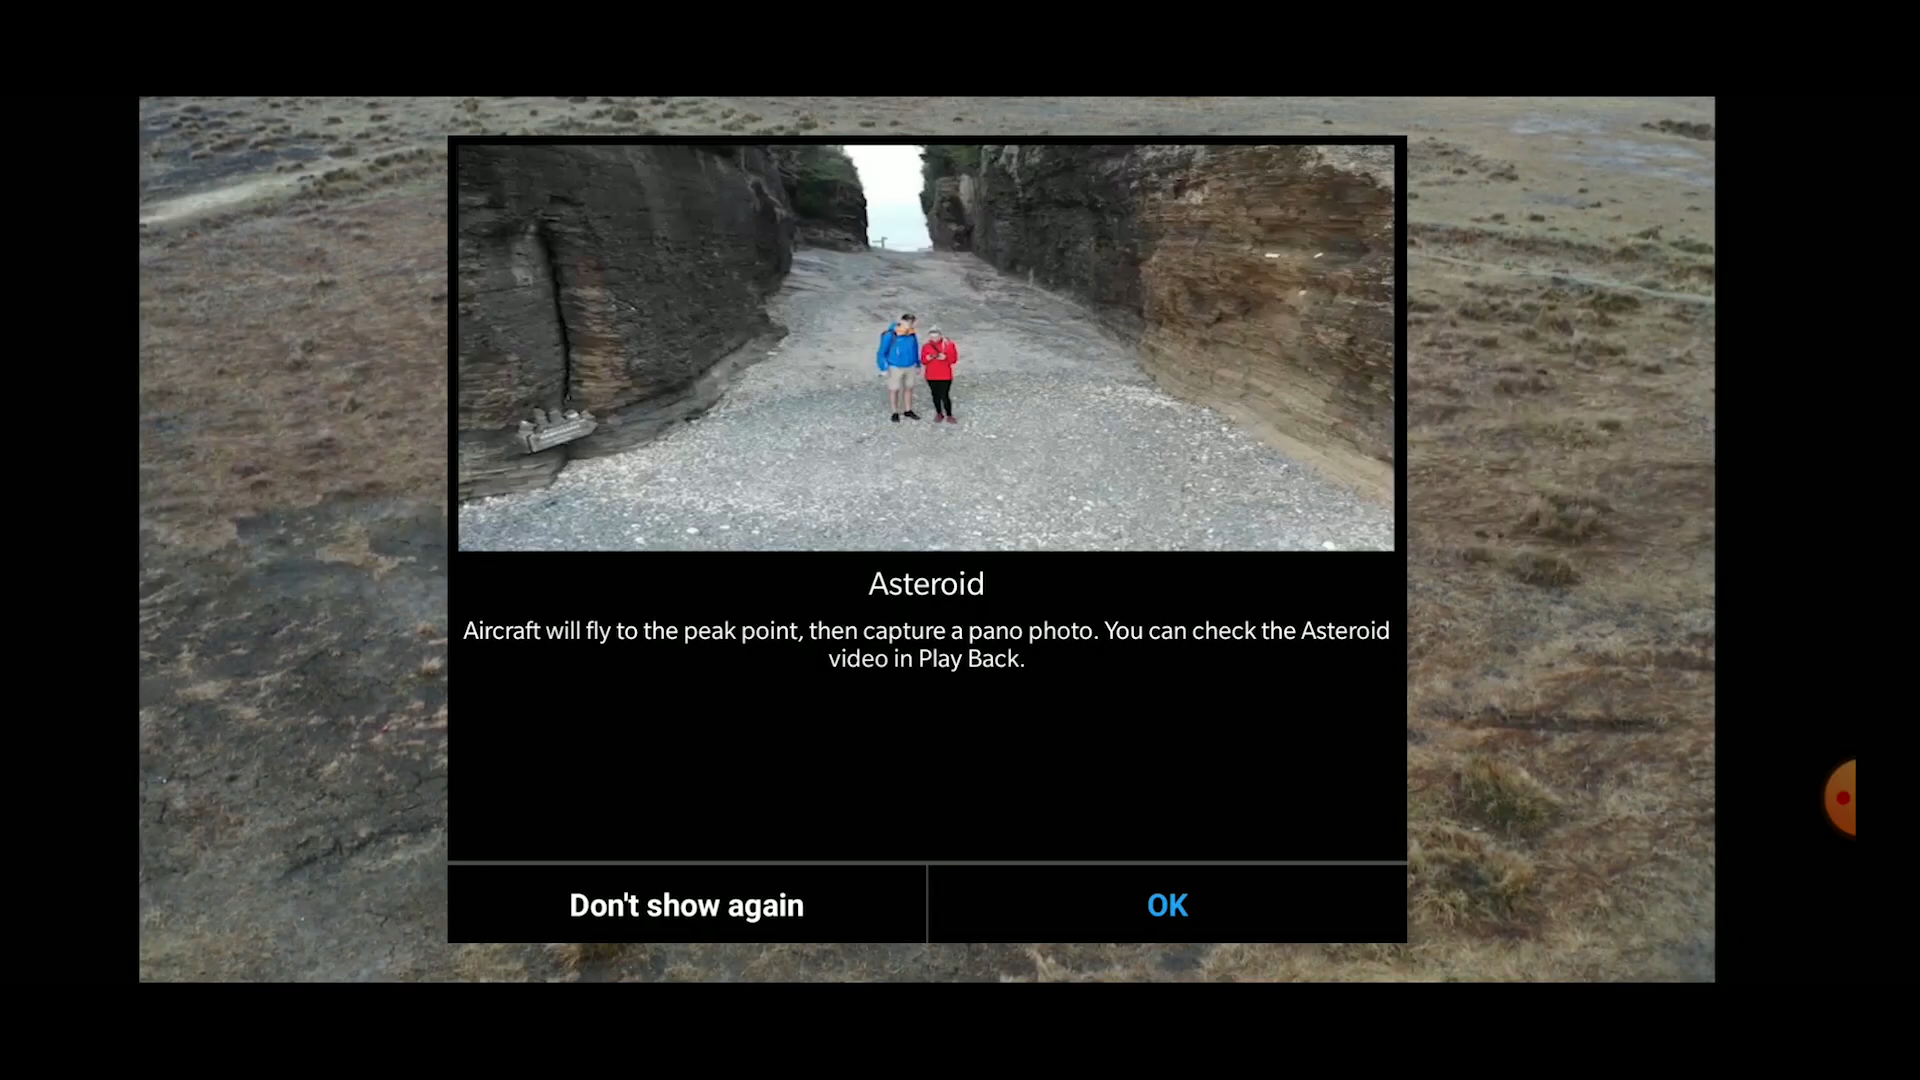 Asteroid
Aircraft will fly to the peak point, then capture a pano photo. You can check the Asteroid
video in Play Back.
Don't show again
OK